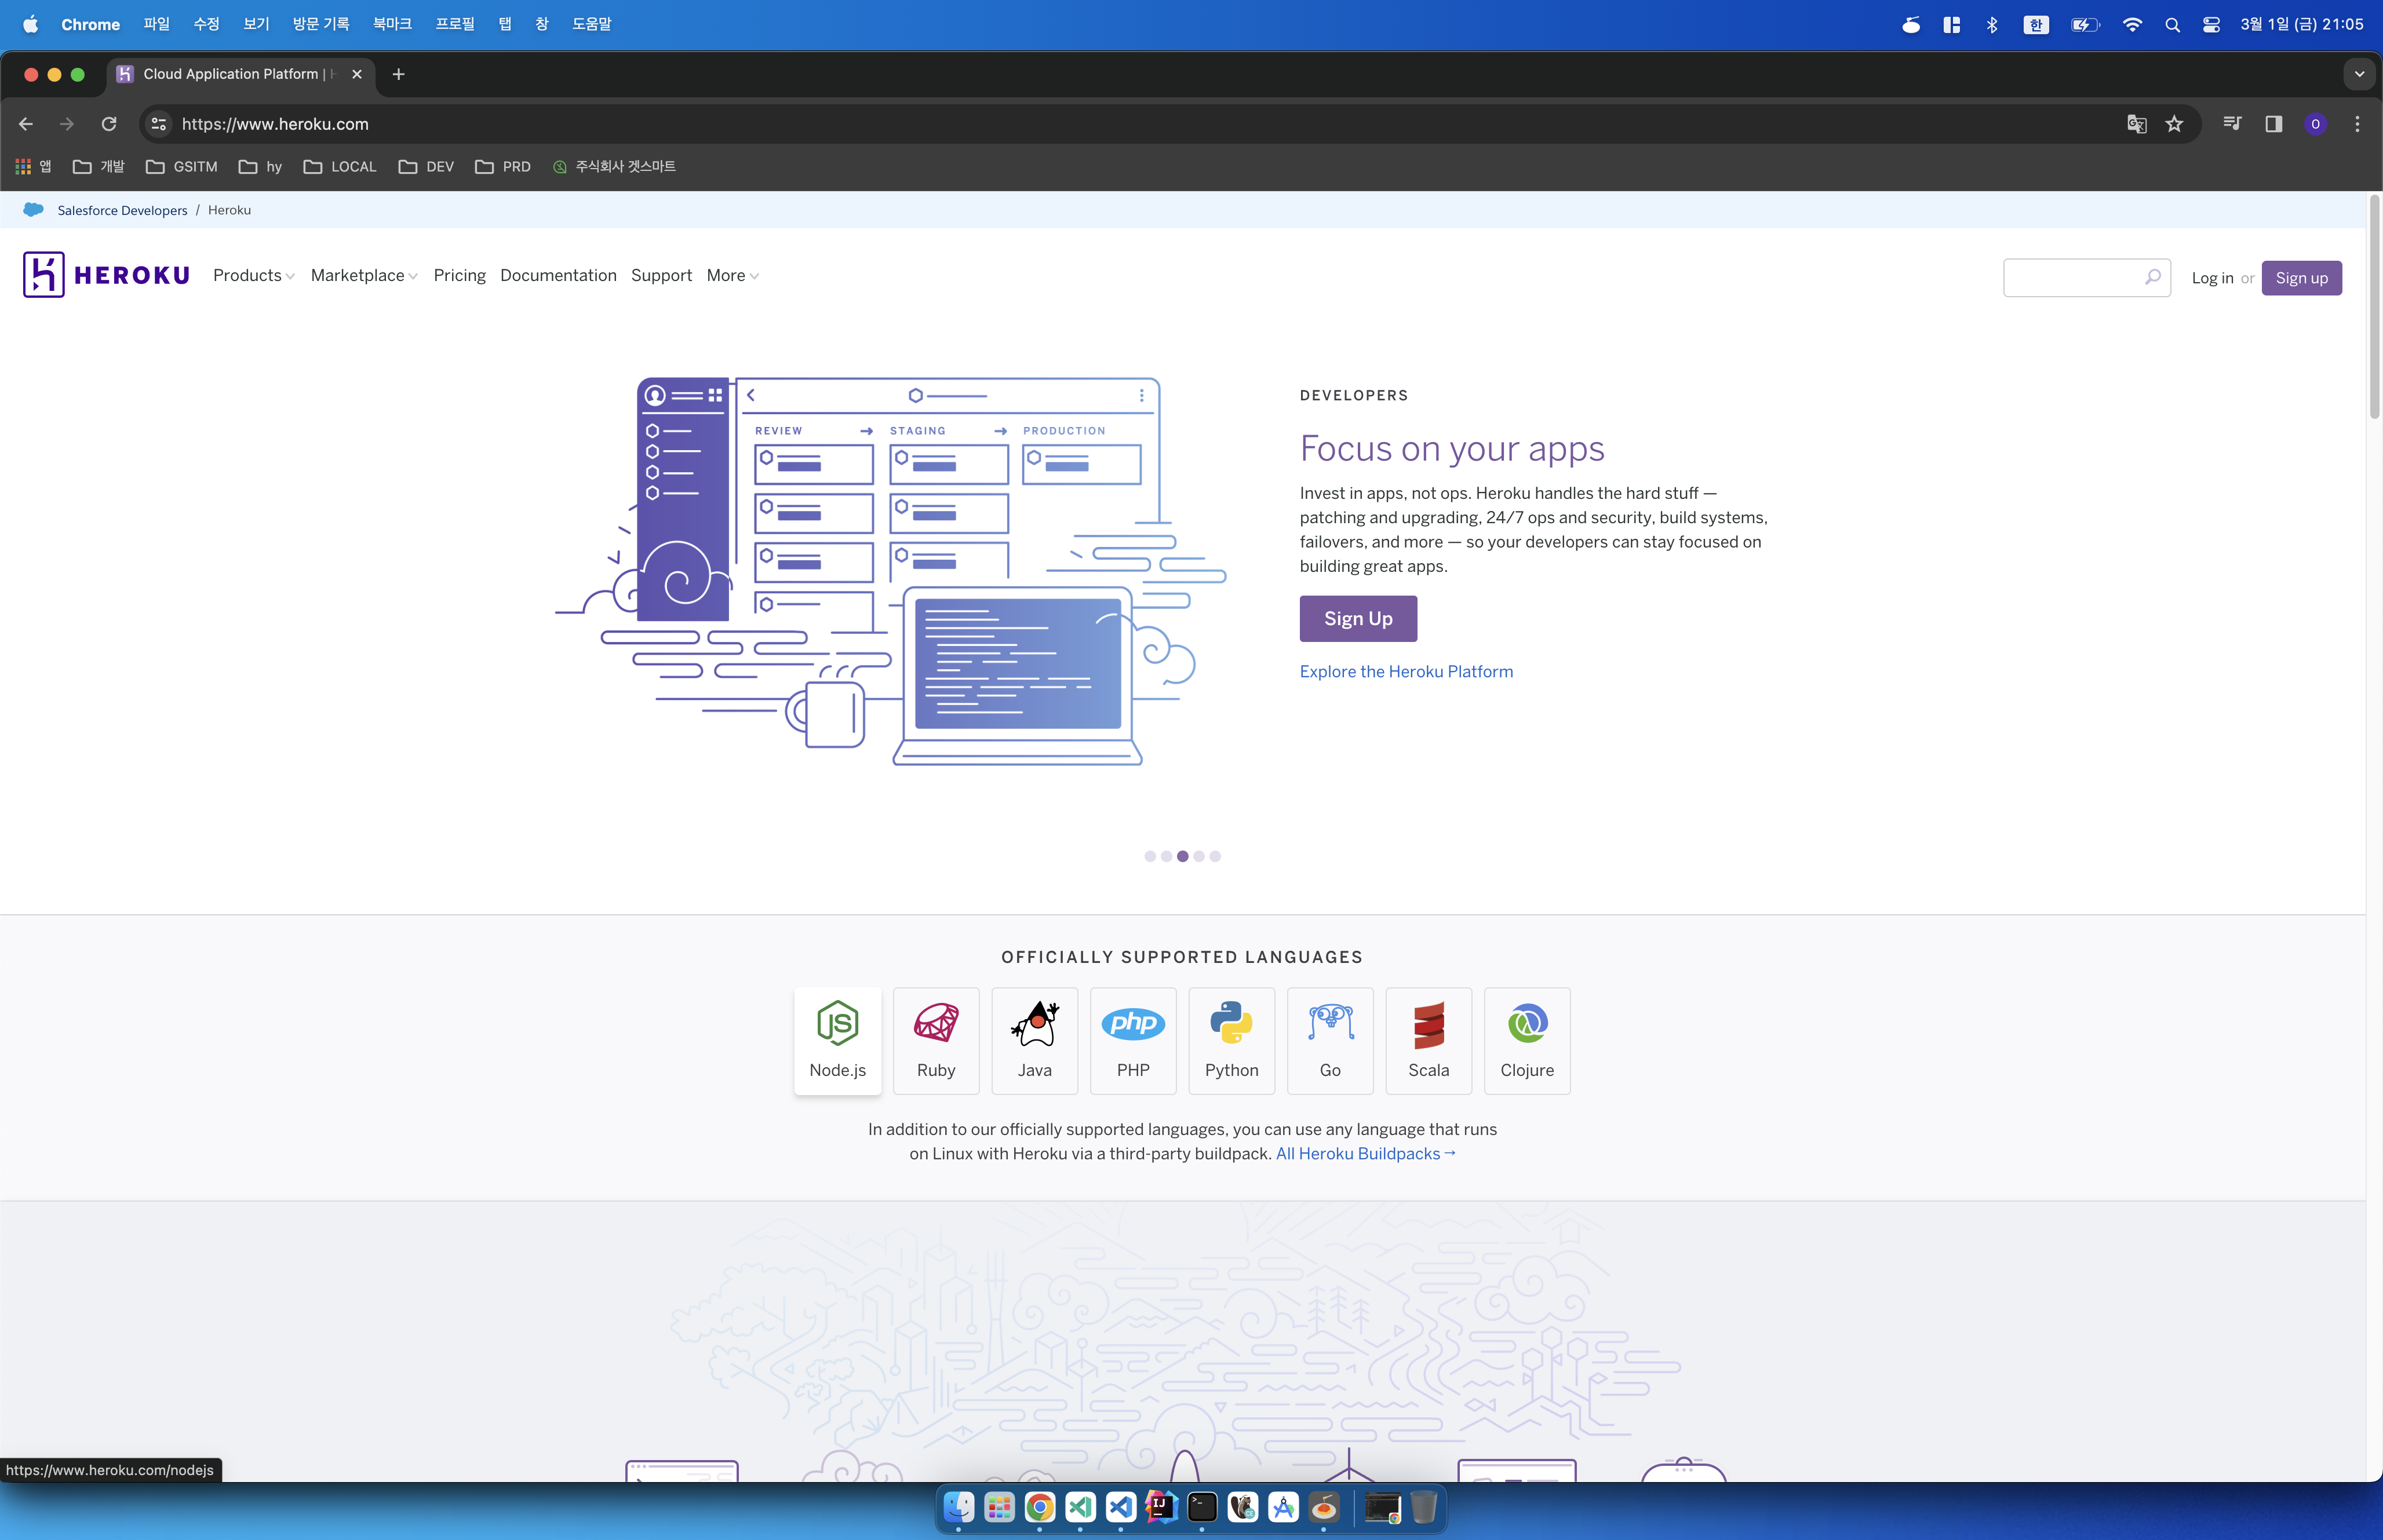 Chrome 파일 수정 보기 방문 기록 북마크 프로필 탭 창 도움말 한 3월 1일 (금) 21:05
Cloud Application Platform |
https://www.heroku.com O
앱 개발 GSITM hy LOCAL DEV PRD 주식회사 겟스마트
Salesforce Developers / Heroku
HEROKU Products Marketplace Pricing Documentation Support More Log in or Sign up
REVIEW STAGING PRODUCTION
DEVELOPERS
Focus on your apps
Invest in apps, not ops. Heroku handles the hard stuff —
patching and upgrading, 24/7 ops and security, build systems,
failovers, and more — so your developers can stay focused on
building great apps.
Sign Up
Explore the Heroku Platform
OFFICIALLY SUPPORTED LANGUAGES
JS php
Node.js Ruby Java PHP Python Go Scala Clojure
In addition to our officially supported languages, you can use any language that runs
on Linux with Heroku via a third-party buildpack. All Heroku Buildpacks→
https://www.heroku.com/nodejs
IJ